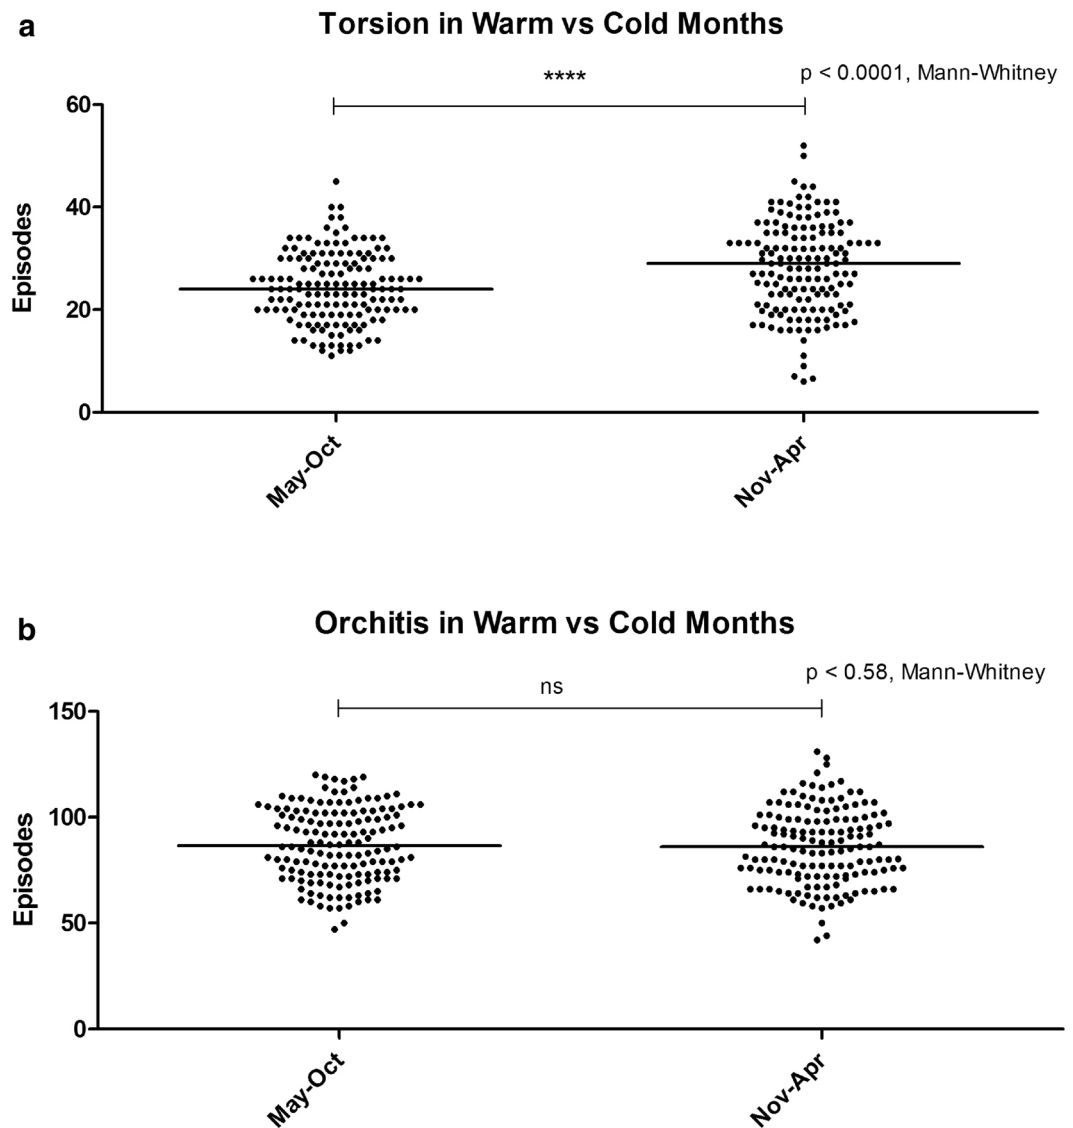 a
Torsion in Warm vs Cold Months
****
p < 0.0001, Mann-Whitney
60
40
20
0
Episodes
May-Oct
Nov-Apr
b
Orchitis in Warm vs Cold Months
p < 0.58, Mann-Whitney
ns
150
100
50
0
Episodes
May-Oct
Nov-Apr